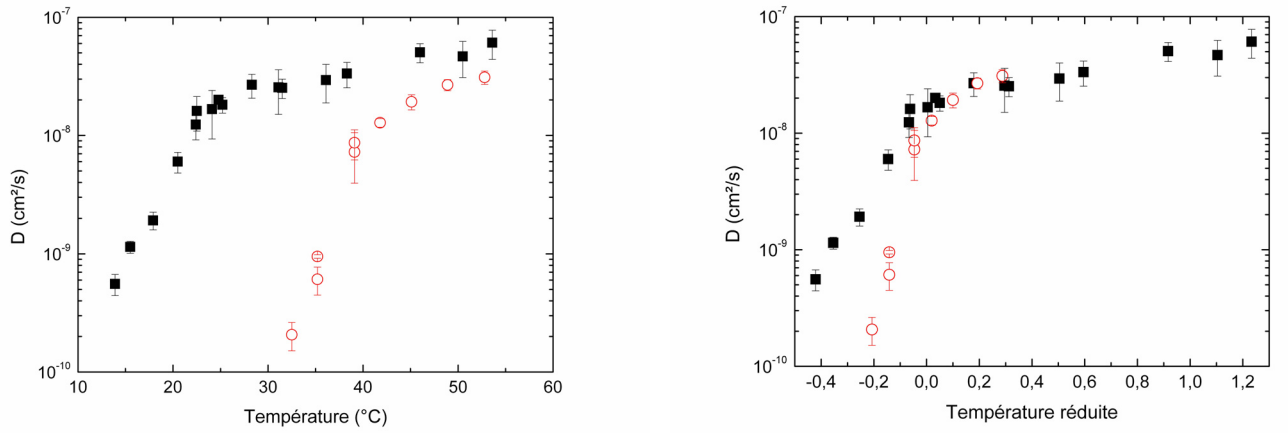 10⁻⁷
10⁻⁸
10⁻⁹
10⁻¹⁰
D (cm²/s)
10 20 30 40 50 60
Température (°C)
10⁻⁷
10⁻⁸
10⁻⁹
10⁻¹⁰
D (cm²/s)
-0,4 -0,2 0,0 0,2 0,4 0,6 0,8 1,0 1,2
Température réduite